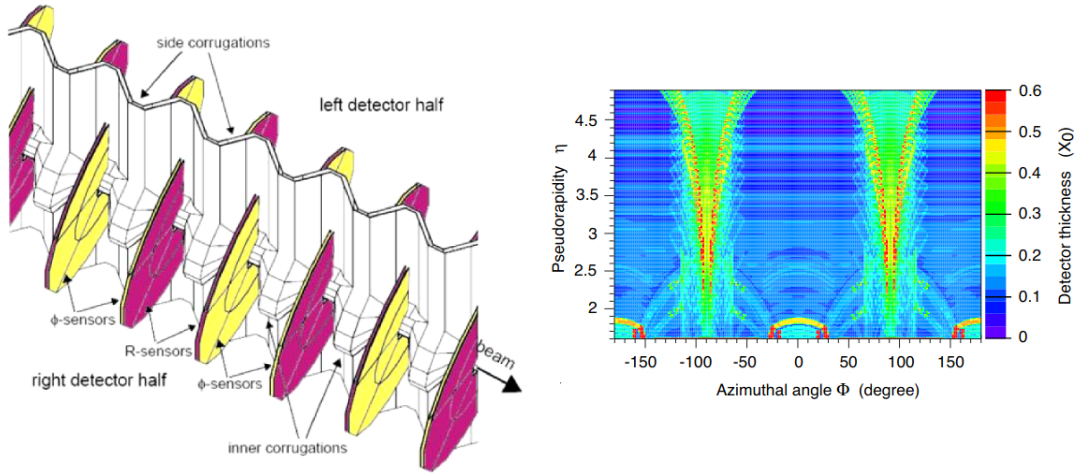 side corrugations
left detector half
ϕ-sensors
R-sensors
right detector half
ϕ-sensors
beam
inner corrugations
Pseudorapidity η
4.5
4
3.5
3
2.5
2
-150 -100 -50 0 50 100 150
Azimuthal angle Φ (degree)
0.6
0.5
0.4
0.3
0.2
0.1
0
Detector thickness (X0)